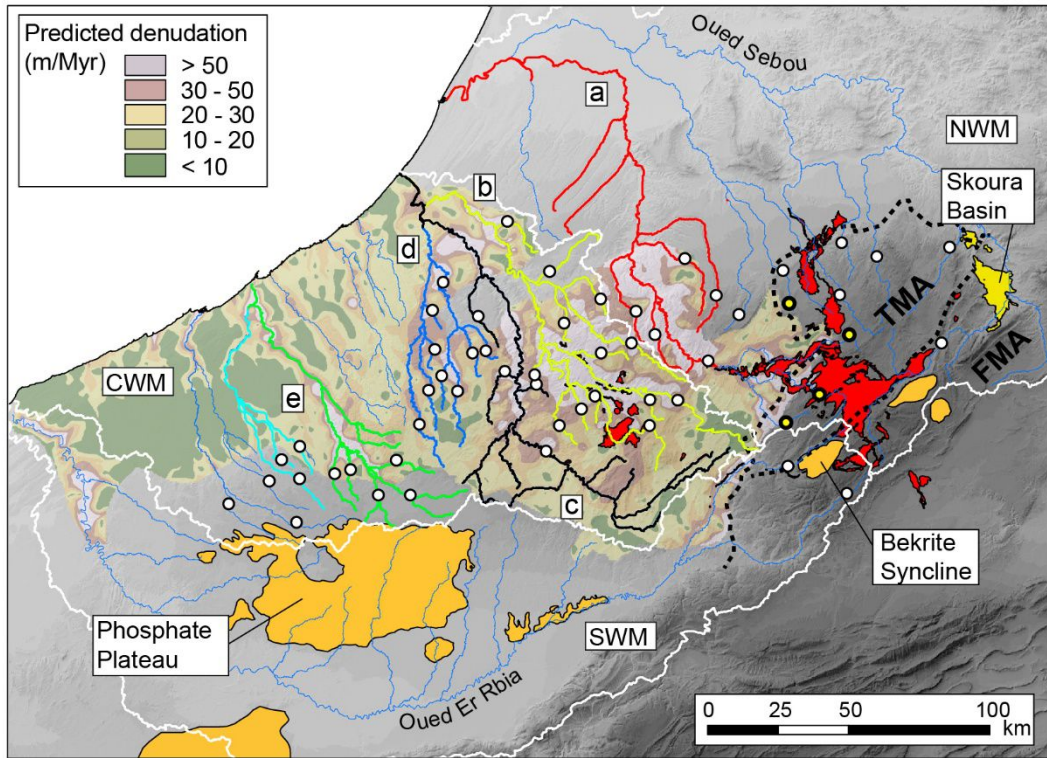 Predicted denudation
(m/Myr)
> 50
30 - 50
20 - 30
10 - 20
< 10
Oued Sebou
a
NWM
Skoura
Basin
b
d
TMA
FMA
CWM
e
c
Bekrite
Syncline
Phosphate
Plateau
SWM
Oued Er Rbia
0 25 50 100
km